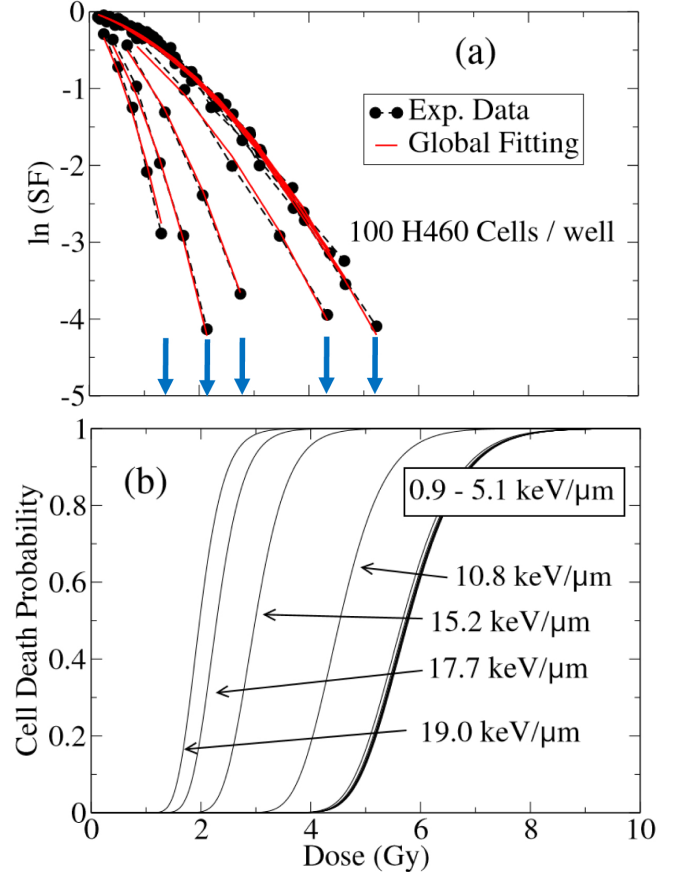 0
(a)
-1
Exp. Data
Global Fitting
-2
ln (SF)
-3
100 H460 Cells / well
-4
-5
1
(b)
0.9 - 5.1 keV/μm
0.8
10.8 keV/μm
0.6
15.2 keV/μm
Cell Death Probability
0.4
17.7 keV/μm
19.0 keV/μm
0.2
0
0 2 4 6 8 10
Dose (Gy)